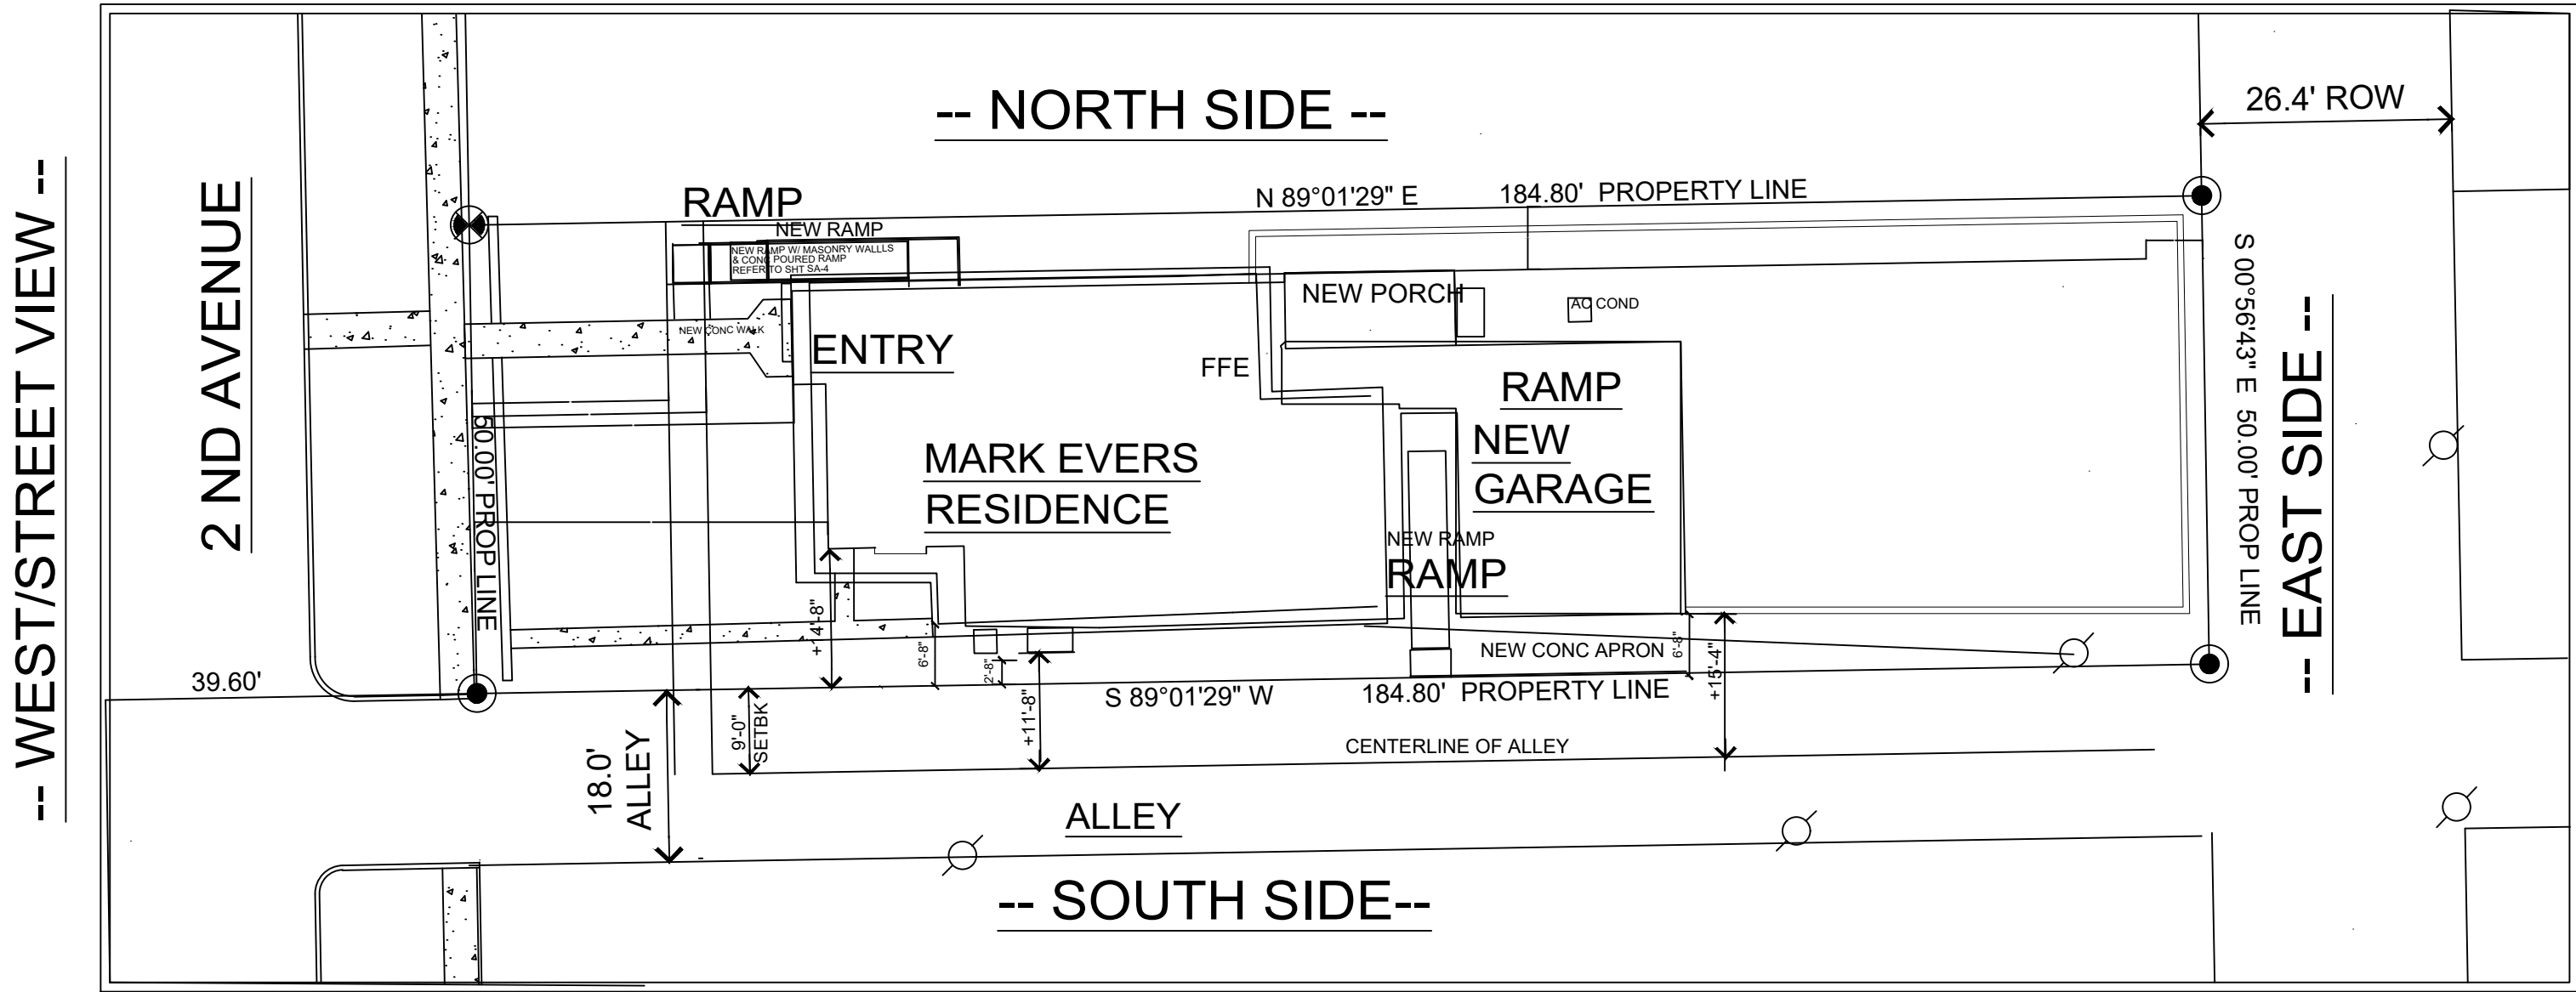 -- NORTH SIDE --
26.4' ROW
-- WEST/STREET VIEW --
2 ND AVENUE
RAMP
N 89°01'29" E
184.80' PROPERTY LINE
NEW RAMP
NEW RAMP W/ MASONRY WALLLS
& CONC POURED RAMP
REFER TO SHT SA-4
NEW PORCH
AC COND
S 00°56'43" E 50.00' PROP LINE
-- EAST SIDE --
NEW CONC WALK
ENTRY
FFE
RAMP
NEW
GARAGE
50.00' PROP LINE
MARK EVERS
RESIDENCE
NEW RAMP
RAMP
+14'-8"
6'-8"
2'-8"
NEW CONC APRON
6'-8"
+15'-4"
39.60'
S 89°01'29" W
184.80' PROPERTY LINE
9'-0"
SETBK
+11'-8"
CENTERLINE OF ALLEY
18.0'
ALLEY
ALLEY
-- SOUTH SIDE--